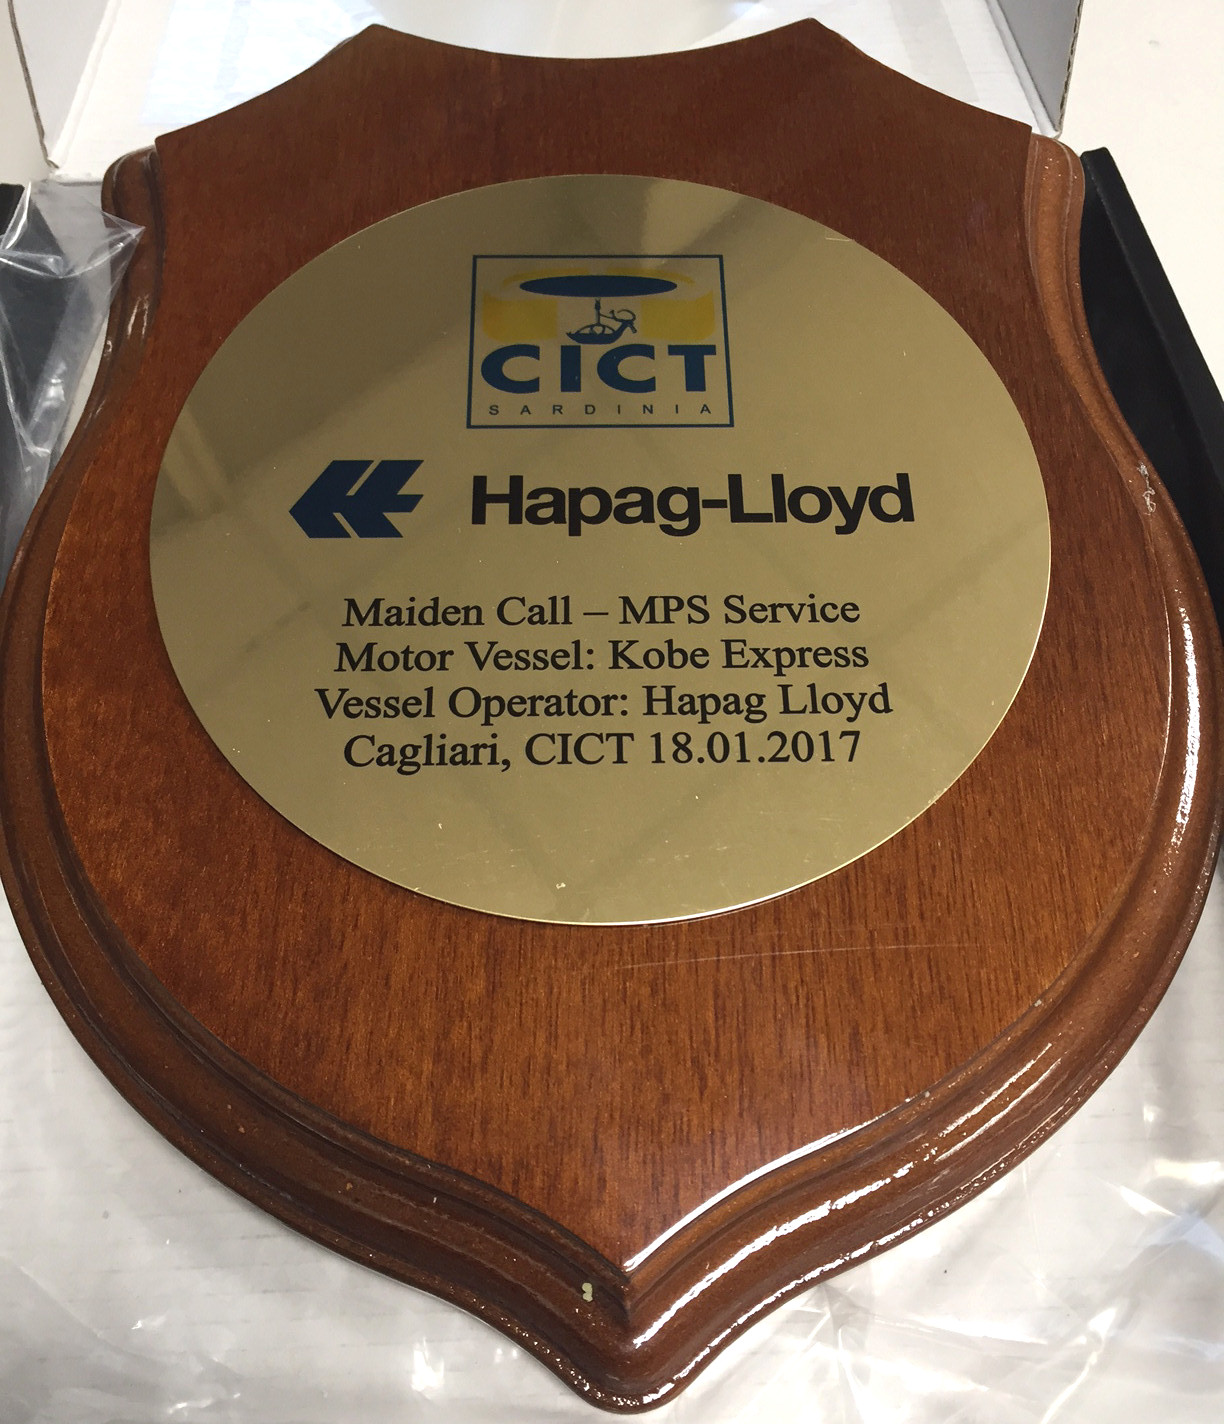 CICT
SARDINIA
Hapag-Lloyd
Maiden Call – MPS Service
Motor Vessel: Kobe Express
Vessel Operator: Hapag Lloyd
Cagliari, CICT 18.01.2017